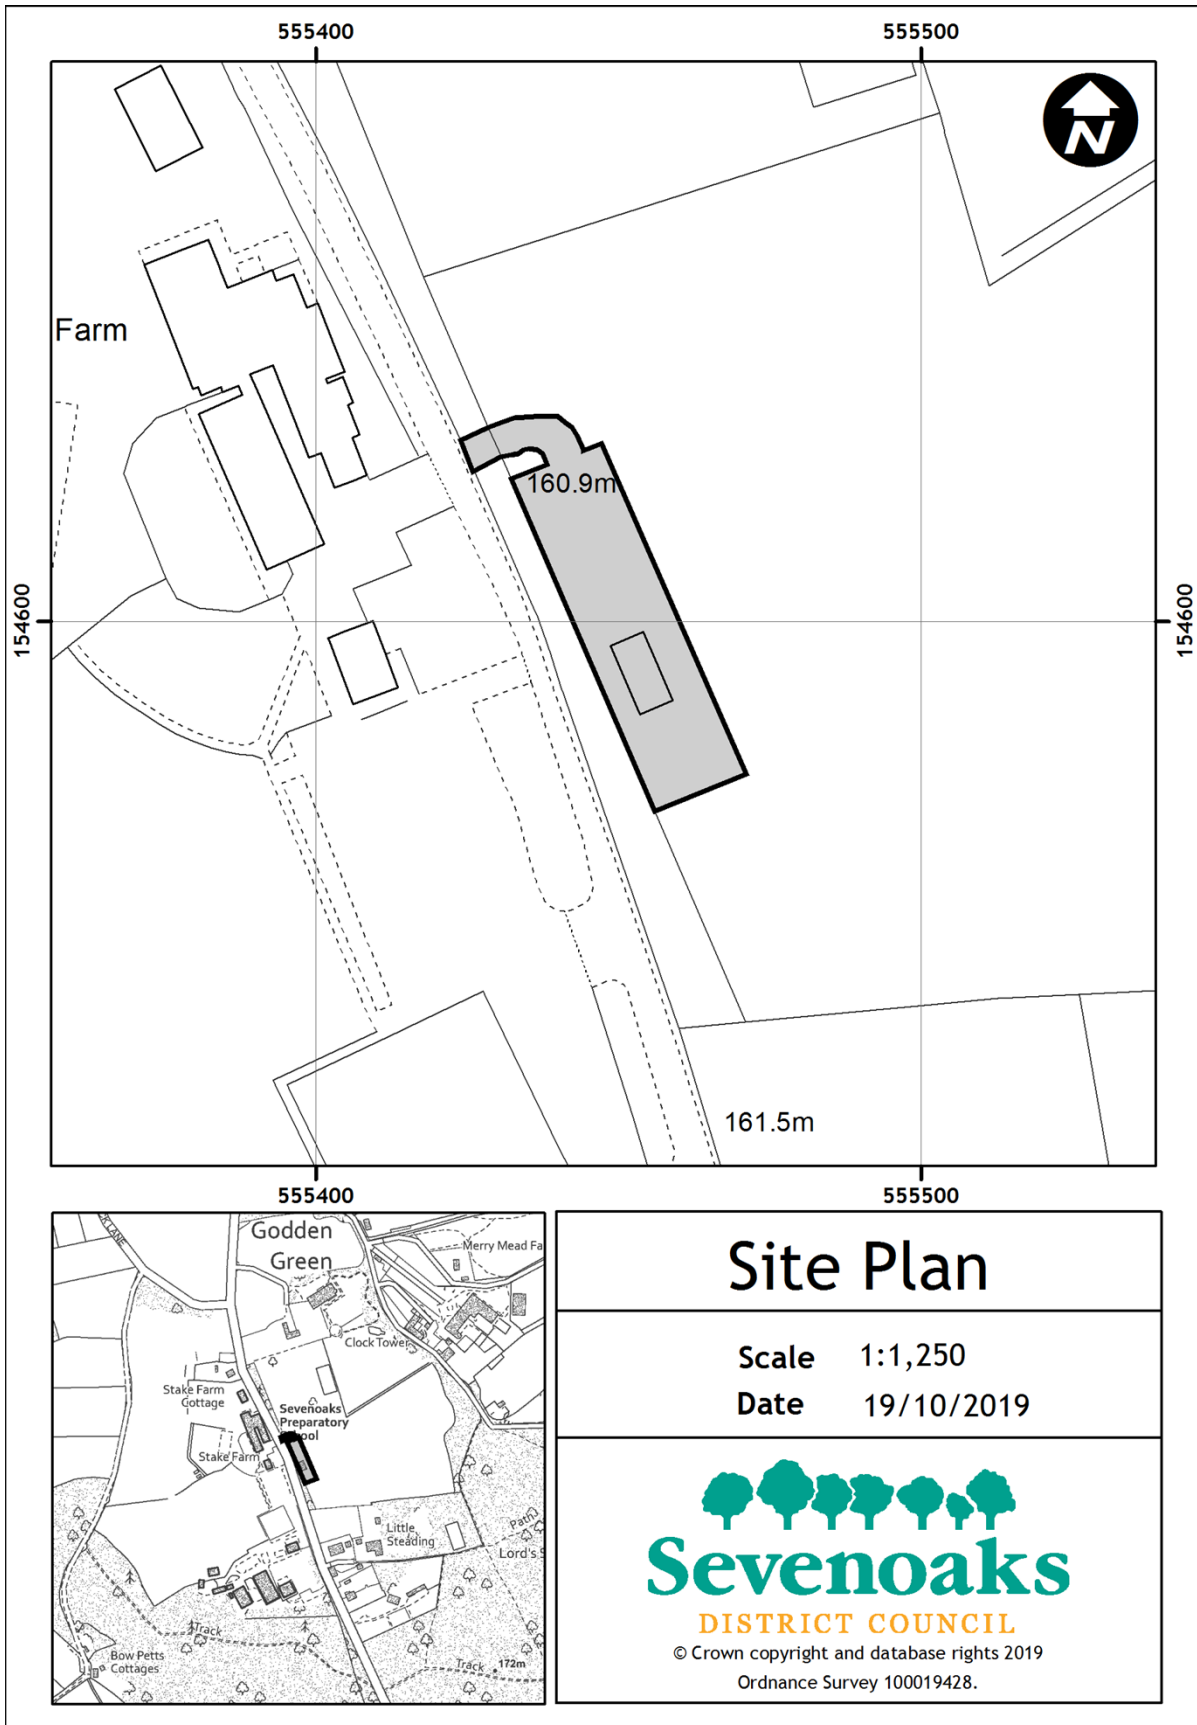 555400
555500
N
Farm
160.9m
154600
154600
161.5m
555400
555500
Godden
Green
Merry Mead Fa
Clock Tower
Stake Farm
Cottage
Sevenoaks
Preparatory
School
Stake Farm
Little
Steading
Path
Lord's S
Track
Bow Petts
Cottages
Track
172m
Site Plan
Scale 1:1,250
Date 19/10/2019
Sevenoaks
DISTRICT COUNCIL
© Crown copyright and database rights 2019
Ordnance Survey 100019428.